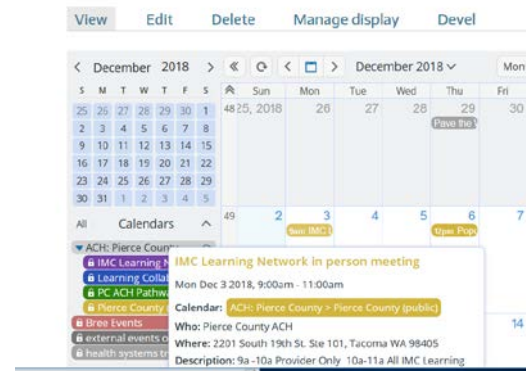 View Edit Delete Manage display Devel
December 2018
December 2018
Mon
S M T W T F S
Sun Mon Tue Wed Thu Fri
25 26 27 28 29 30 1
48 25, 2018 26 27 28 29 30
2 3 4 5 6 7 8
Pave the
9 10 11 12 13 14 15
16 17 18 19 20 21 22
23 24 25 26 27 28 29
30 31 1 2 3 4 5
All Calendars
49 2 3 4 5 6 7
9am IMC L
12pm Pop
ACH: Pierce County
IMC Learning N
Learning Collab
PC ACH Pathw
Pierce County (
Bree Events
external events o
health systems tr
IMC Learning Network in person meeting
Mon Dec 3 2018, 9:00am - 11:00am
Calendar: ACH: Pierce County > Pierce County (public)
Who: Pierce County ACH
Where: 2201 South 19th St. Ste 101, Tacoma WA 98405
Description: 9a -10a Provider Only 10a-11a All IMC Learning
14